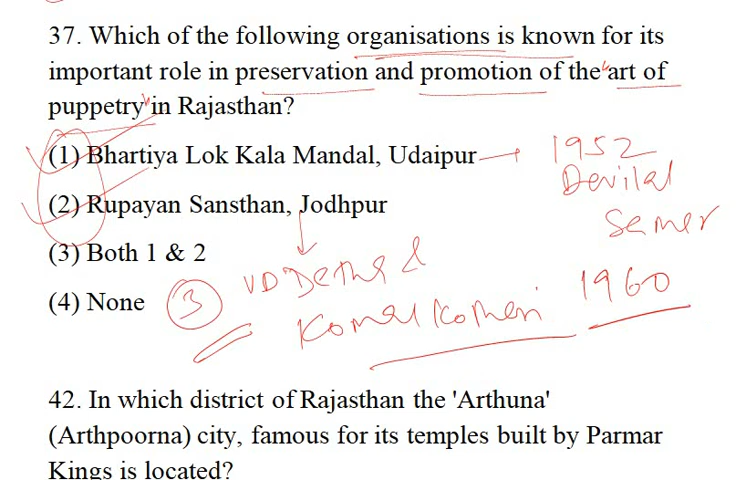 37. Which of the following organisations is known for its
important role in preservation and promotion of the "art of
puppetry" in Rajasthan?
(1) Bhartiya Lok Kala Mandal, Udaipur → 1952
Devilal
Samer
(2) Rupayan Sansthan, Jodhpur
(3) Both 1 & 2
VD Detha &
(4) None 3 Komal Kothari 1960
42. In which district of Rajasthan the 'Arthuna'
(Arthpoorna) city, famous for its temples built by Parmar
Kings is located?